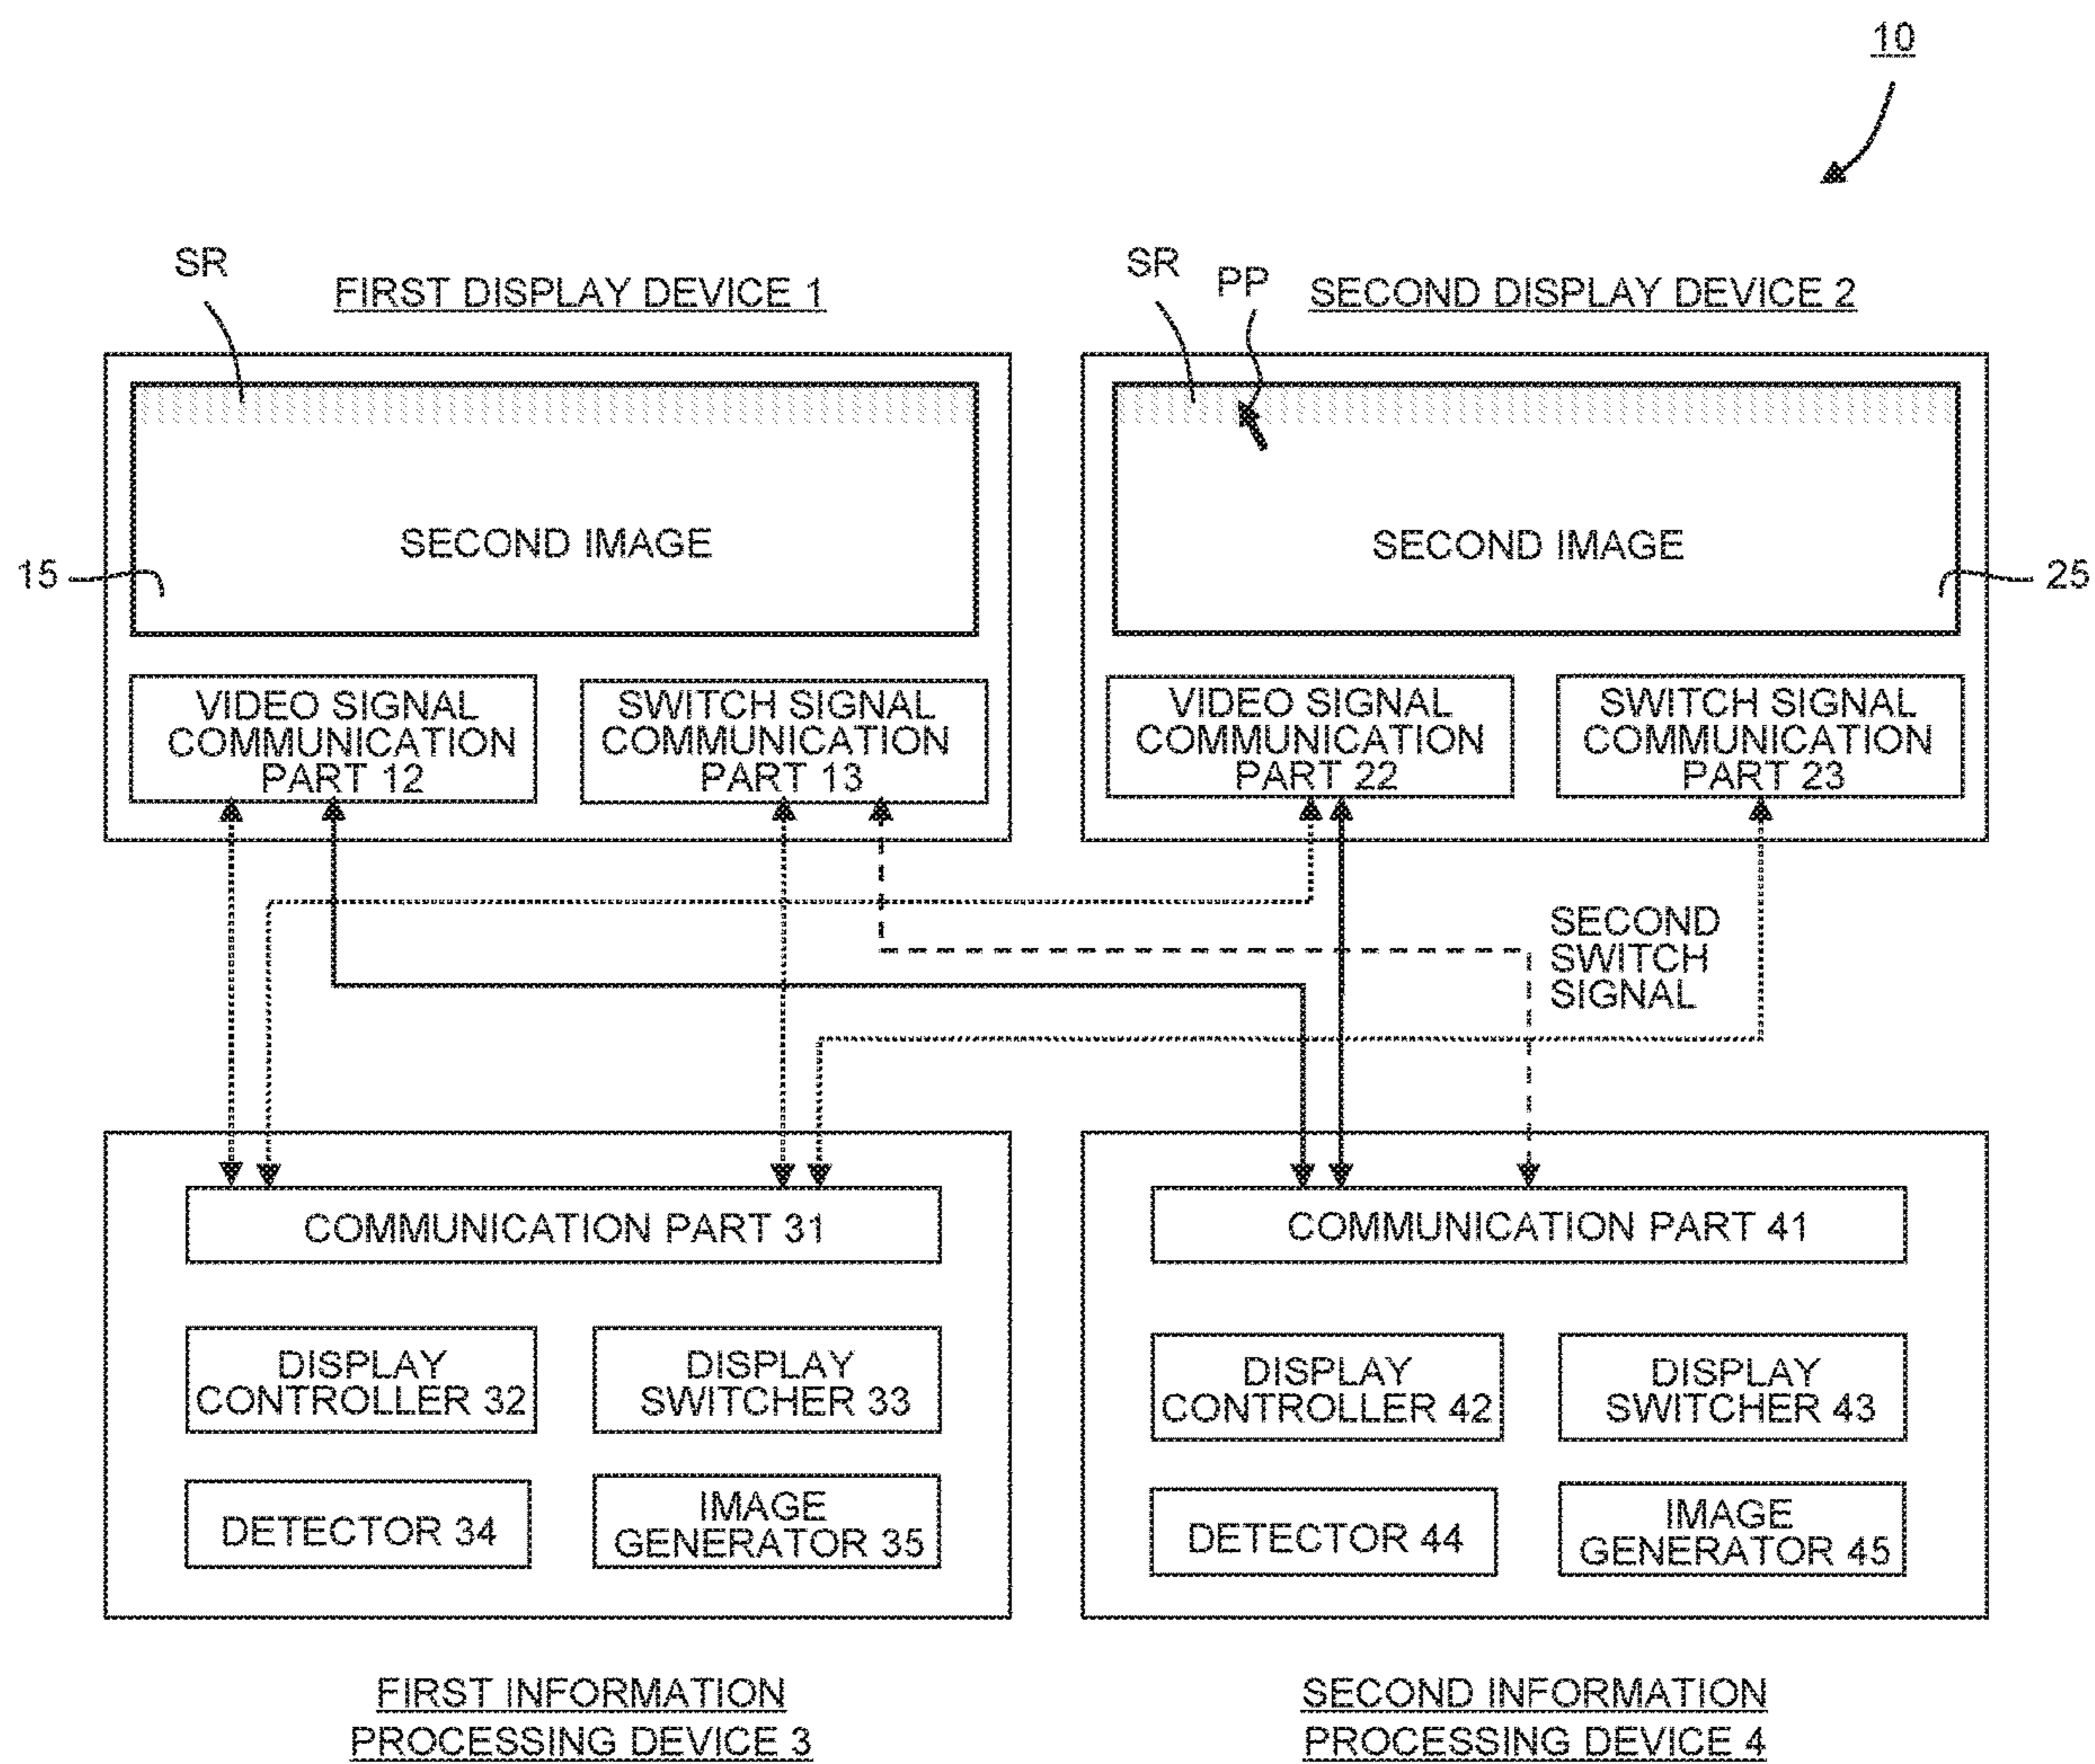 10
SR
FIRST DISPLAY DEVICE 1
SR
PP
SECOND DISPLAY DEVICE 2
SECOND IMAGE
15
SECOND IMAGE
25
VIDEO SIGNAL
COMMUNICATION
PART 12
SWITCH SIGNAL
COMMUNICATION
PART 13
VIDEO SIGNAL
COMMUNICATION
PART 22
SWITCH SIGNAL
COMMUNICATION
PART 23
SECOND
SWITCH
SIGNAL
COMMUNICATION PART 31
COMMUNICATION PART 41
DISPLAY
CONTROLLER 32
DISPLAY
SWITCHER 33
DISPLAY
CONTROLLER 42
DISPLAY
SWITCHER 43
DETECTOR 34
IMAGE
GENERATOR 35
DETECTOR 44
IMAGE
GENERATOR 45
FIRST INFORMATION
PROCESSING DEVICE 3
SECOND INFORMATION
PROCESSING DEVICE 4